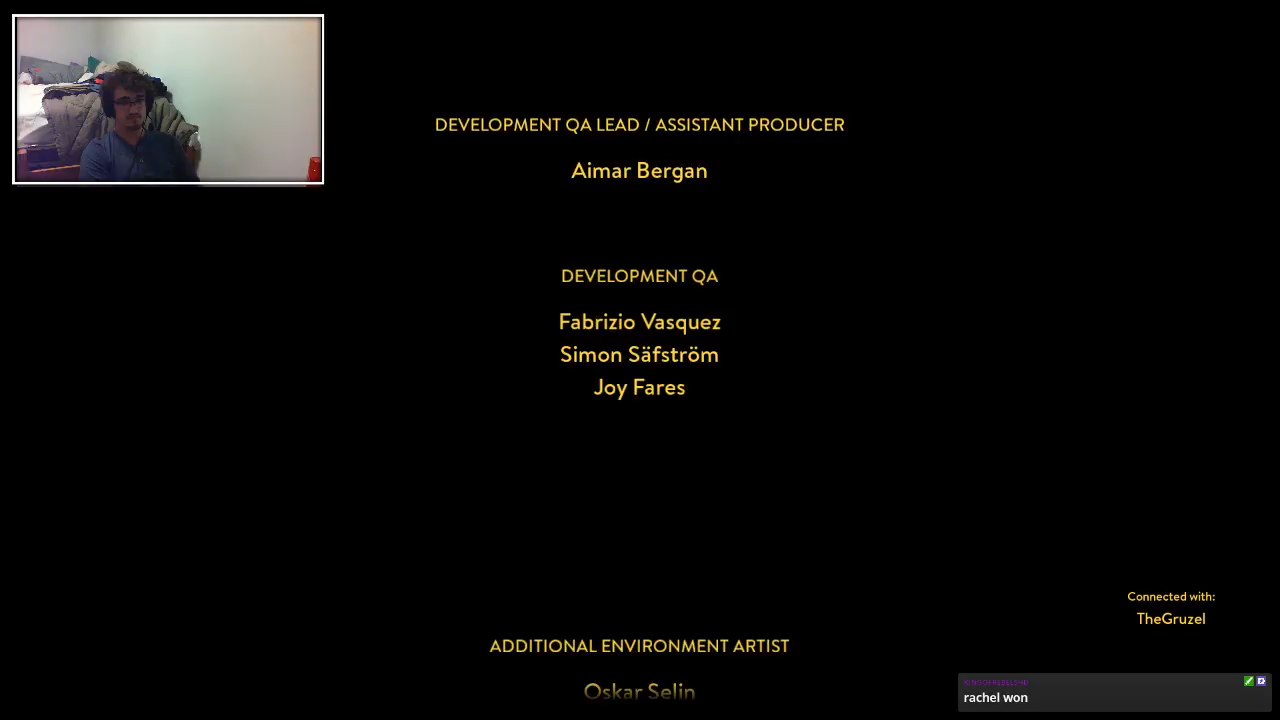 DEVELOPMENT QA LEAD / ASSISTANT PRODUCER
Aimar Bergan
DEVELOPMENT QA
Fabrizio Vasquez
Simon Säfström
Joy Fares
ADDITIONAL ENVIRONMENT ARTIST
Oskar Selin
Connected with:
TheGruzel
rachel won